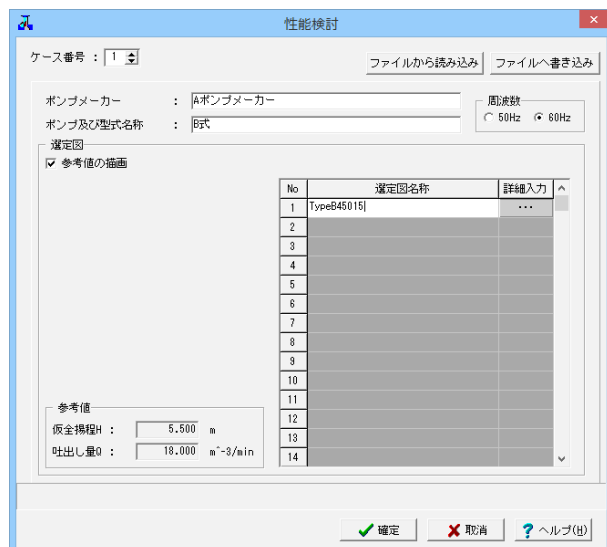 性能検討
×
ケース番号 : 1
ファイルから読み込み ファイルへ書き込み
ポンプメーカー : Aポンプメーカー
ポンプ及び型式名称 : B式
周波数
50Hz 60Hz
選定図
参考値の描画
No 選定図名称 詳細入力
1 TypeB45015 ...
2
3
4
5
6
7
8
9
10
11
12
13
14
参考値
仮全揚程H : 5.500 m
吐出し量Q : 18.000 m^-3/min
確定 取消 ? ヘルプ(H)